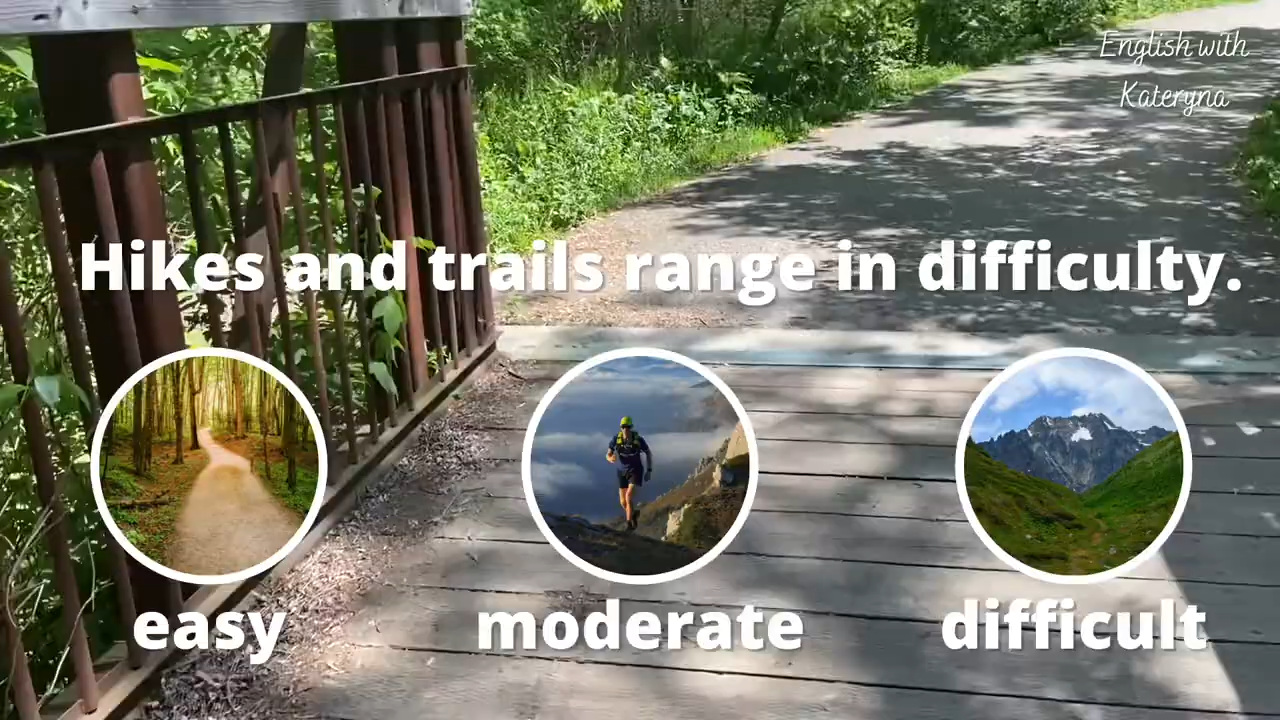 English with
Kateryna
Hikes and trails range in difficulty.
easy
moderate
difficult